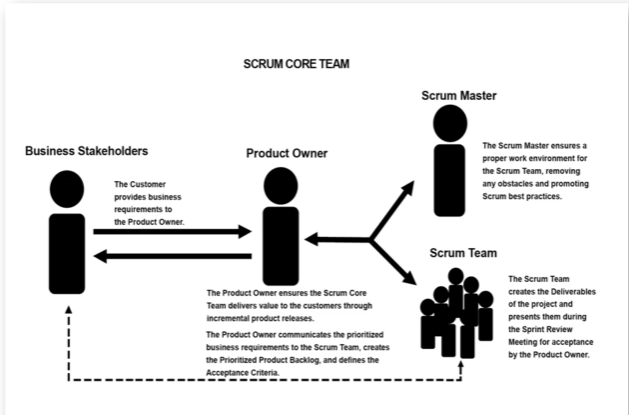 SCRUM CORE TEAM
Scrum Master
The Scrum Master ensures a
proper work environment for
the Scrum Team, removing
any obstacles and promoting
Scrum best practices.
Business Stakeholders
The Customer
provides business
requirements to
the Product Owner.
Product Owner
The Product Owner ensures the Scrum Core
Team delivers value to the customers through
incremental product releases.
The Product Owner communicates the prioritized
business requirements to the Scrum Team, creates
the Prioritized Product Backlog, and defines the
Acceptance Criteria.
Scrum Team
The Scrum Team
creates the Deliverables
of the project and
presents them during
the Sprint Review
Meeting for acceptance
by the Product Owner.